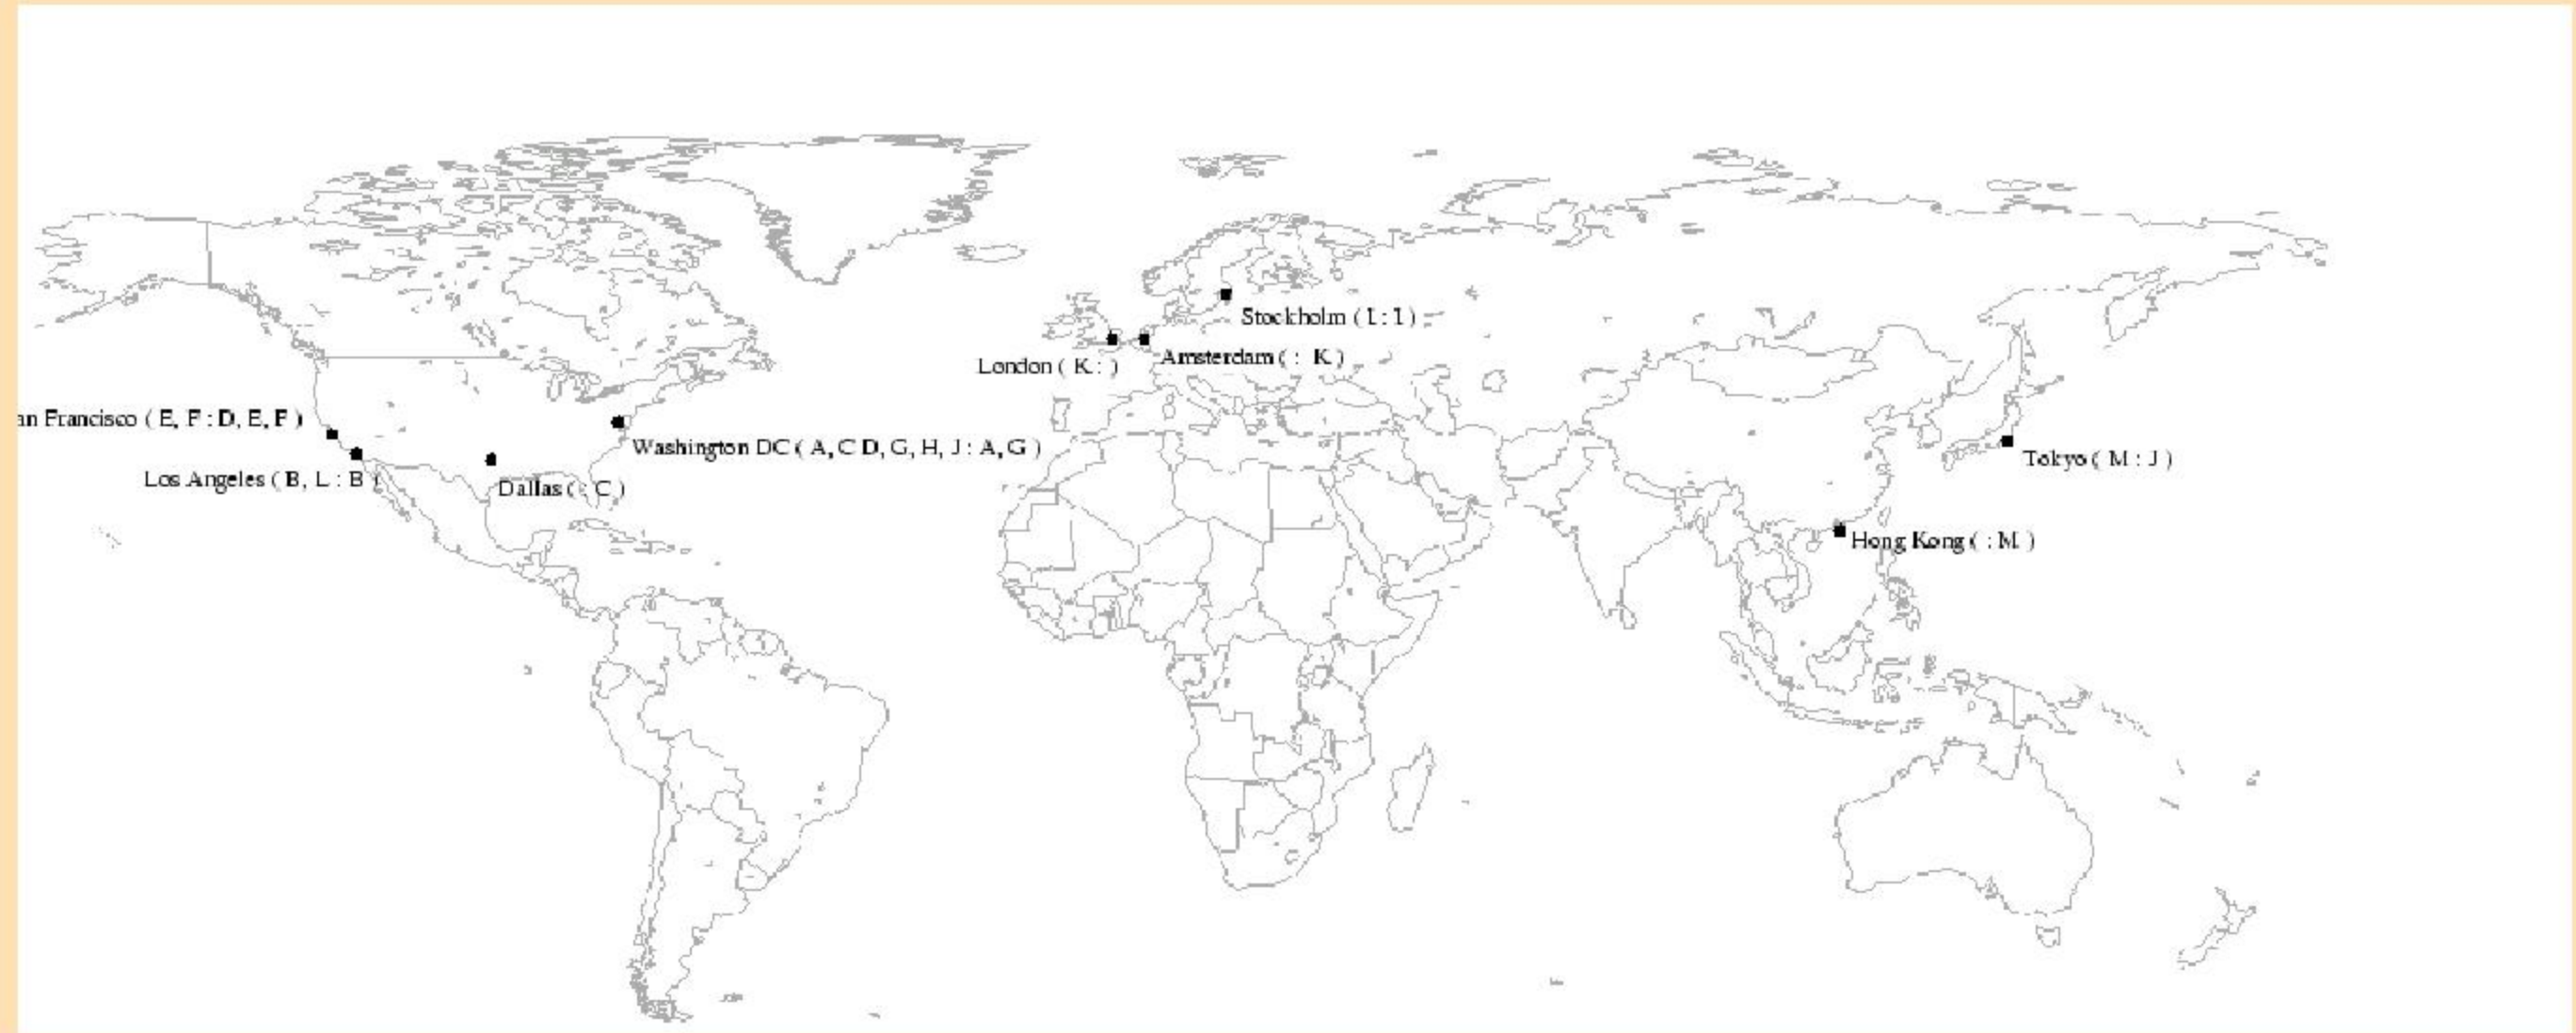 Stockholm ( I : I )
London ( K : )
Amsterdam ( : K )
an Francisco ( E, F : D, E, F )
Washington DC ( A, C D, G, H, J : A, G )
Tokyo ( M : J )
Los Angeles ( B, L : B )
Dallas ( : C )
Hong Kong ( : M )